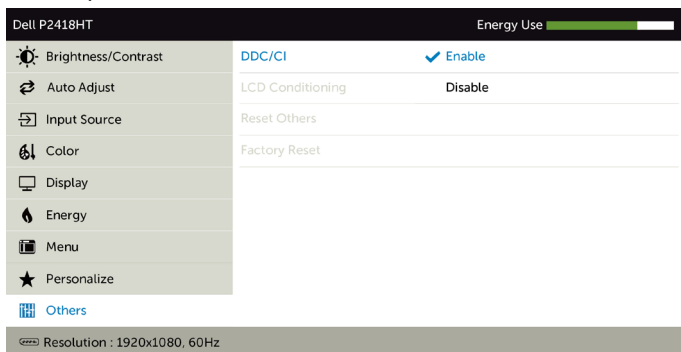 Dell P2418HT
Energy Use
Brightness/Contrast
DDC/CI
Enable
Auto Adjust
LCD Conditioning
Disable
Input Source
Reset Others
Color
Factory Reset
Display
Energy
Menu
Personalize
Others
Resolution : 1920x1080, 60Hz